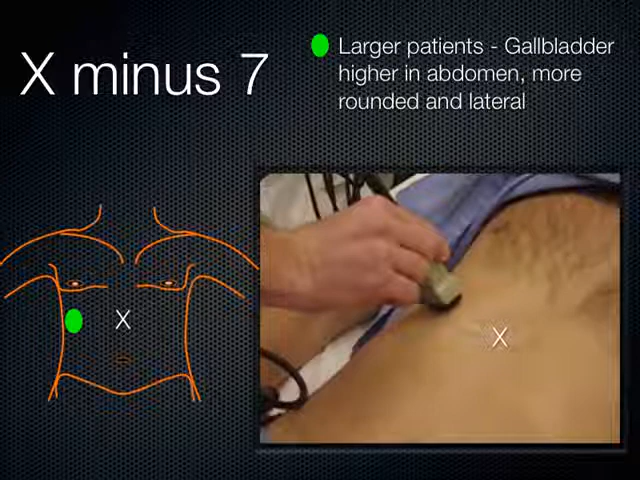 X minus 7
Larger patients - Gallbladder
higher in abdomen, more
rounded and lateral
X
X